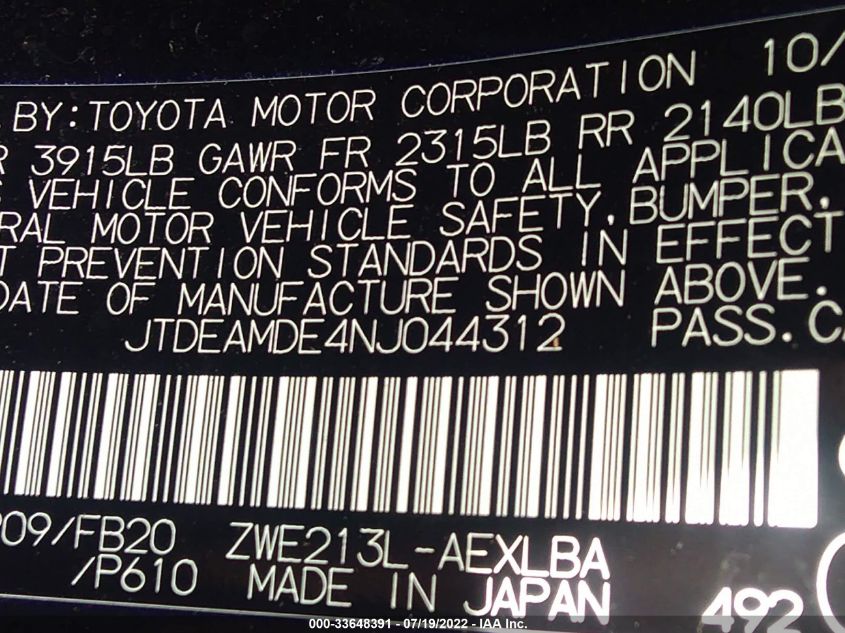 BY: TOYOTA MOTOR CORPORATION 10/
R 3915LB GAWR FR 2315LB RR 2140LB
VEHICLE CONFORMS TO ALL APPLICA
RAL MOTOR VEHICLE SAFETY, BUMPER,
T PREVENTION STANDARDS IN EFFECT
DATE OF MANUFACTURE SHOWN ABOVE.
JTDEAMDE4NJ044312 PASS.CA
209/FB20 ZWE213L-AEXLBA
/P610 MADE IN JAPAN 492
000-33648391 - 07/19/2022 - IAA Inc.